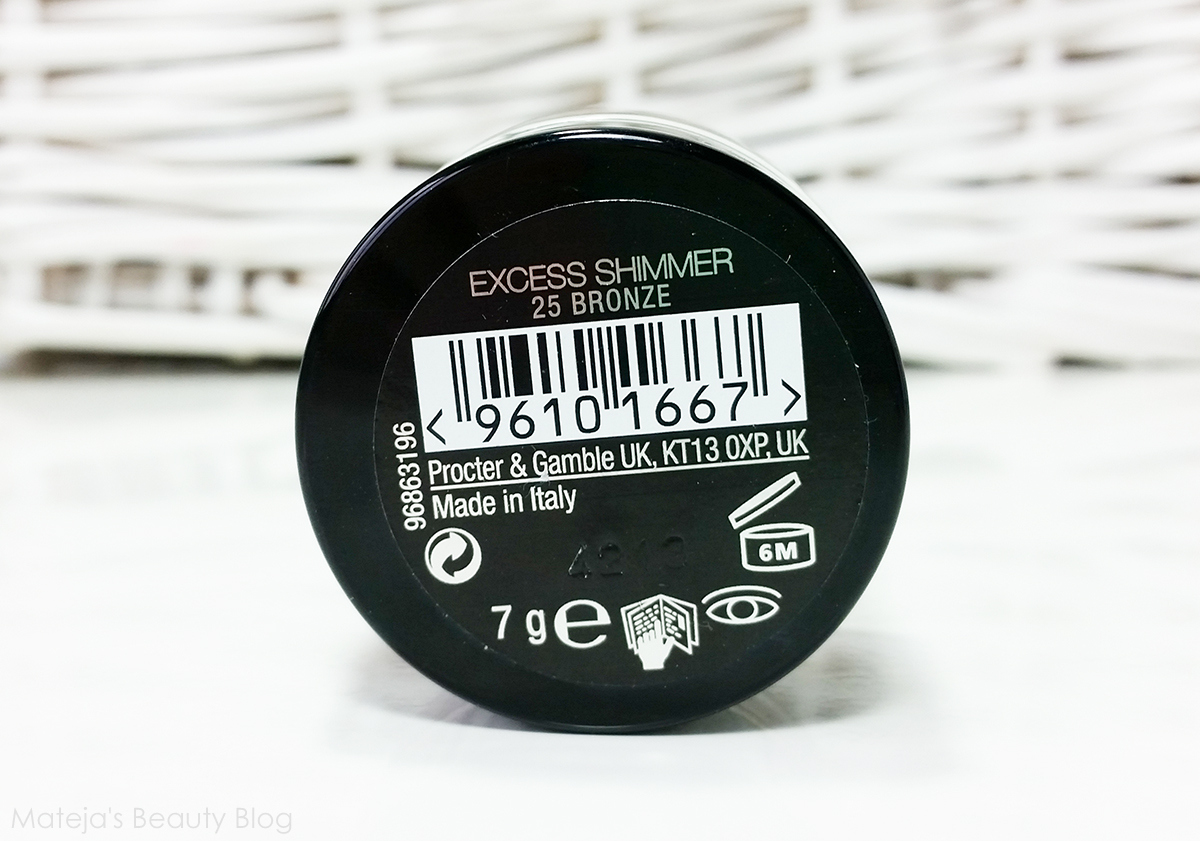 EXCESS SHIMMER
25 BRONZE
< 9610 1667 >
96863196
Procter & Gamble UK, KT13 0XP, UK
Made in Italy
6M
7 g e
Mateja's Beauty Blog